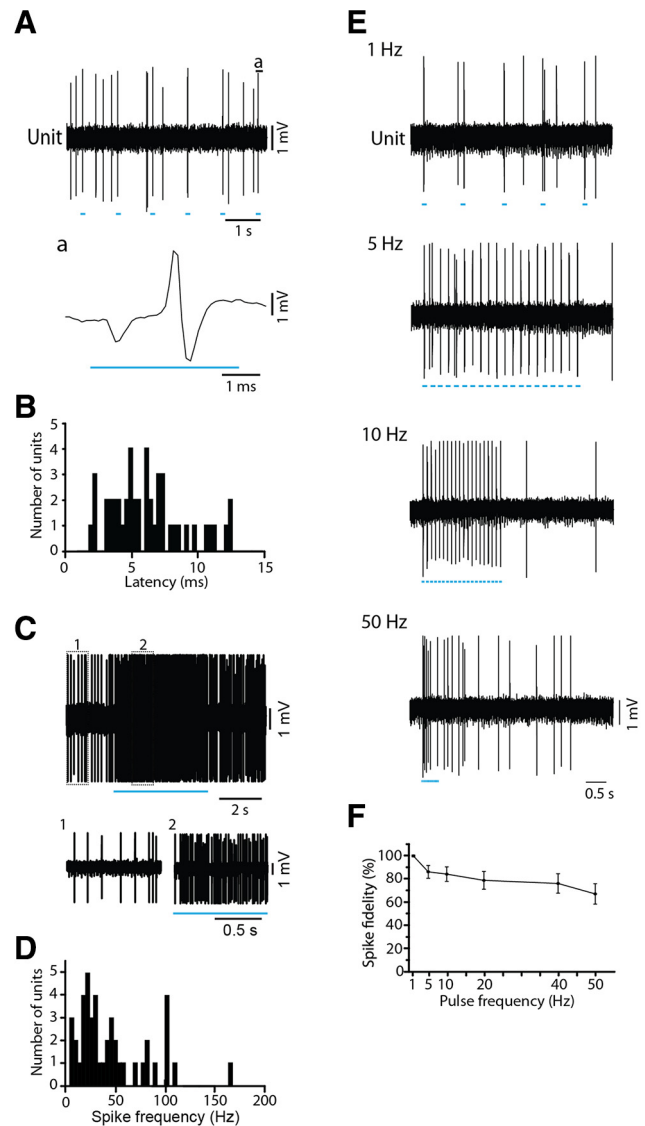 A
a
Unit
1 mV
1 s
a
1 mV
1 ms
B
Number of units
5
4
3
2
1
0
0 5 10 15
Latency (ms)
C
1 2
1 mV
2 s
1 2
1 mV
0.5 s
D
Number of units
5
4
3
2
1
0
0 50 100 150 200
Spike frequency (Hz)
E
1 Hz
Unit
5 Hz
10 Hz
50 Hz
1 mV
0.5 s
F
Spike fidelity (%)
100
80
60
40
20
0
1 5 10 20 40 50
Pulse frequency (Hz)